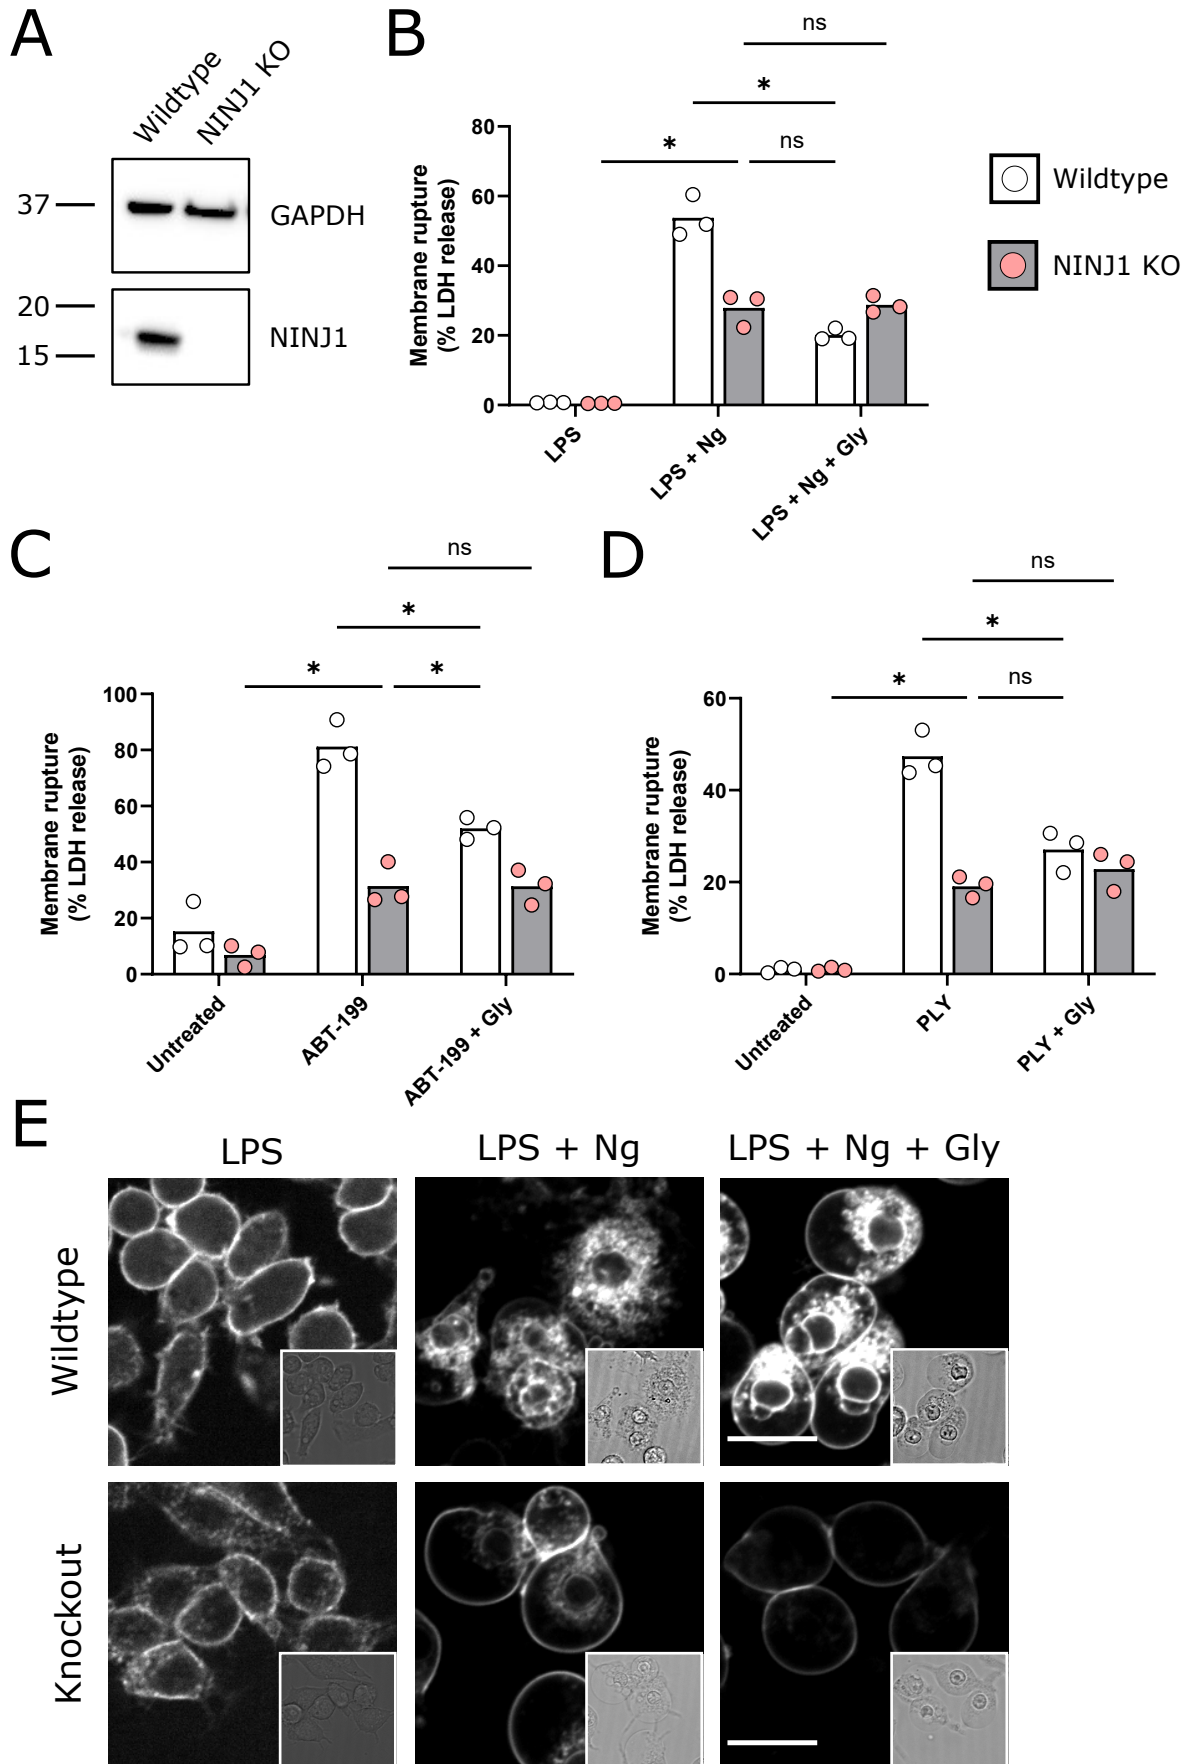 A
Wildtype
NINJ1 KO
37
GAPDH
20
15
NINJ1
B
ns
*
* ns
Membrane rupture
(% LDH release)
80
60
40
20
0
LPS
LPS + Ng
LPS + Ng + Gly
Wildtype
NINJ1 KO
C
ns
*
* *
Membrane rupture
(% LDH release)
100
80
60
40
20
0
Untreated
ABT-199
ABT-199 + Gly
D
ns
*
* ns
Membrane rupture
(% LDH release)
60
40
20
0
Untreated
PLY
PLY + Gly
E
LPS
LPS + Ng
LPS + Ng + Gly
Wildtype
Knockout